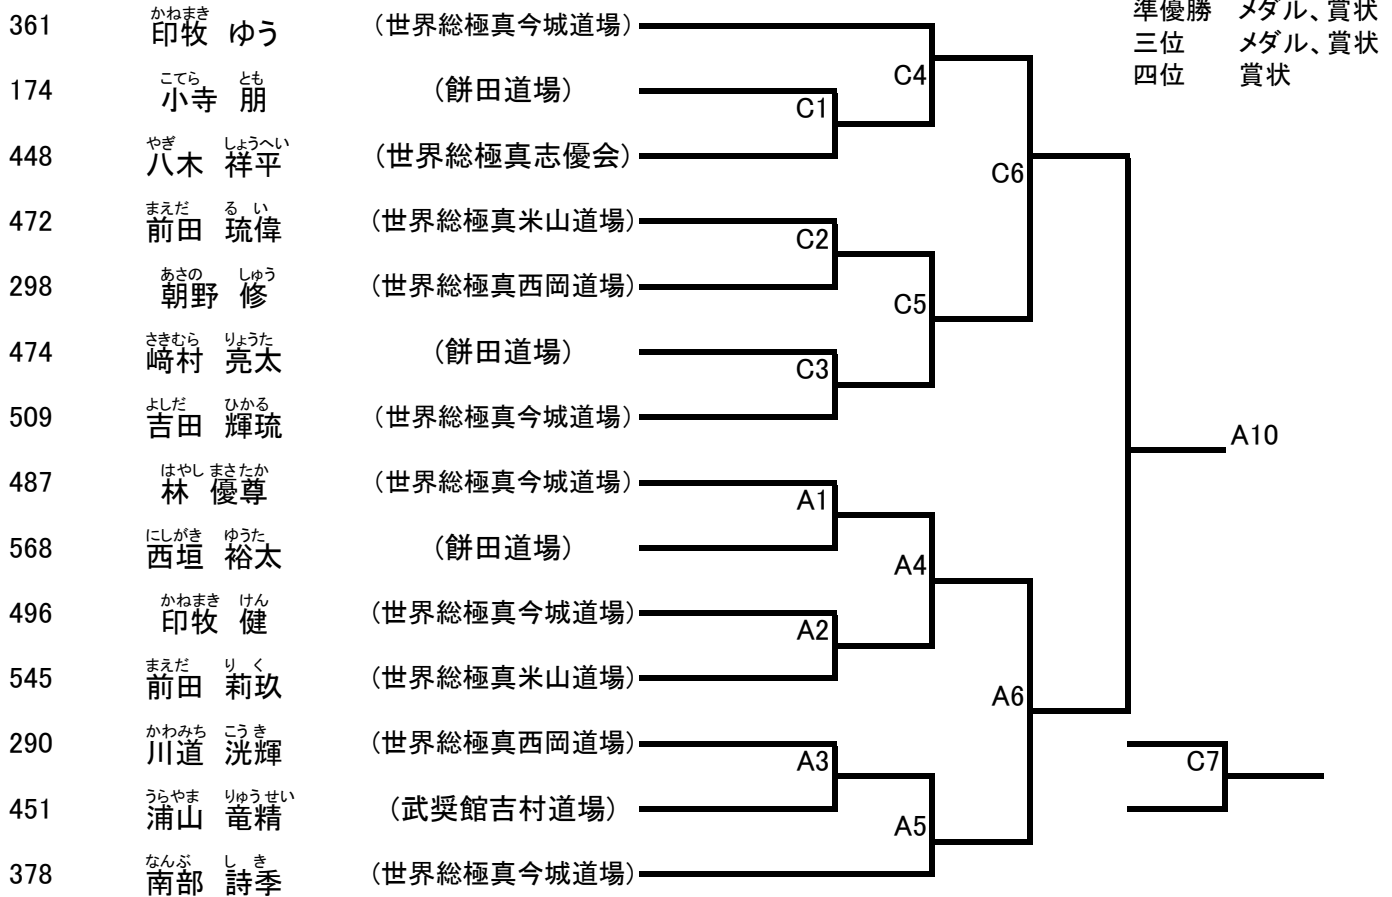 準優勝 メダル、賞状
三位 メダル、賞状
四位 賞状
かねまき
361 印牧 ゆう (世界総極真今城道場)
C4
こてら とも
174 小寺 朋 (餅田道場)
C1
やぎ しょうへい
448 八木 祥平 (世界総極真志優会)
C6
まえだ るい
472 前田 琉偉 (世界総極真米山道場)
C2
あさの しゅう
298 朝野 修 (世界総極真西岡道場)
C5
さきむら りょうた
474 﨑村 亮太 (餅田道場)
C3
よしだ ひかる
509 吉田 輝琉 (世界総極真今城道場)
A10
はやし まさたか
487 林 優尊 (世界総極真今城道場)
A1
にしがき ゆうた
568 西垣 裕太 (餅田道場)
A4
かねまき けん
496 印牧 健 (世界総極真今城道場)
A2
まえだ りく
545 前田 莉玖 (世界総極真米山道場)
A6
かわみち こうき
290 川道 洸輝 (世界総極真西岡道場)
A3 C7
うらやま りゅうせい
451 浦山 竜精 (武奨館吉村道場)
A5
なんぶ しき
378 南部 詩季 (世界総極真今城道場)